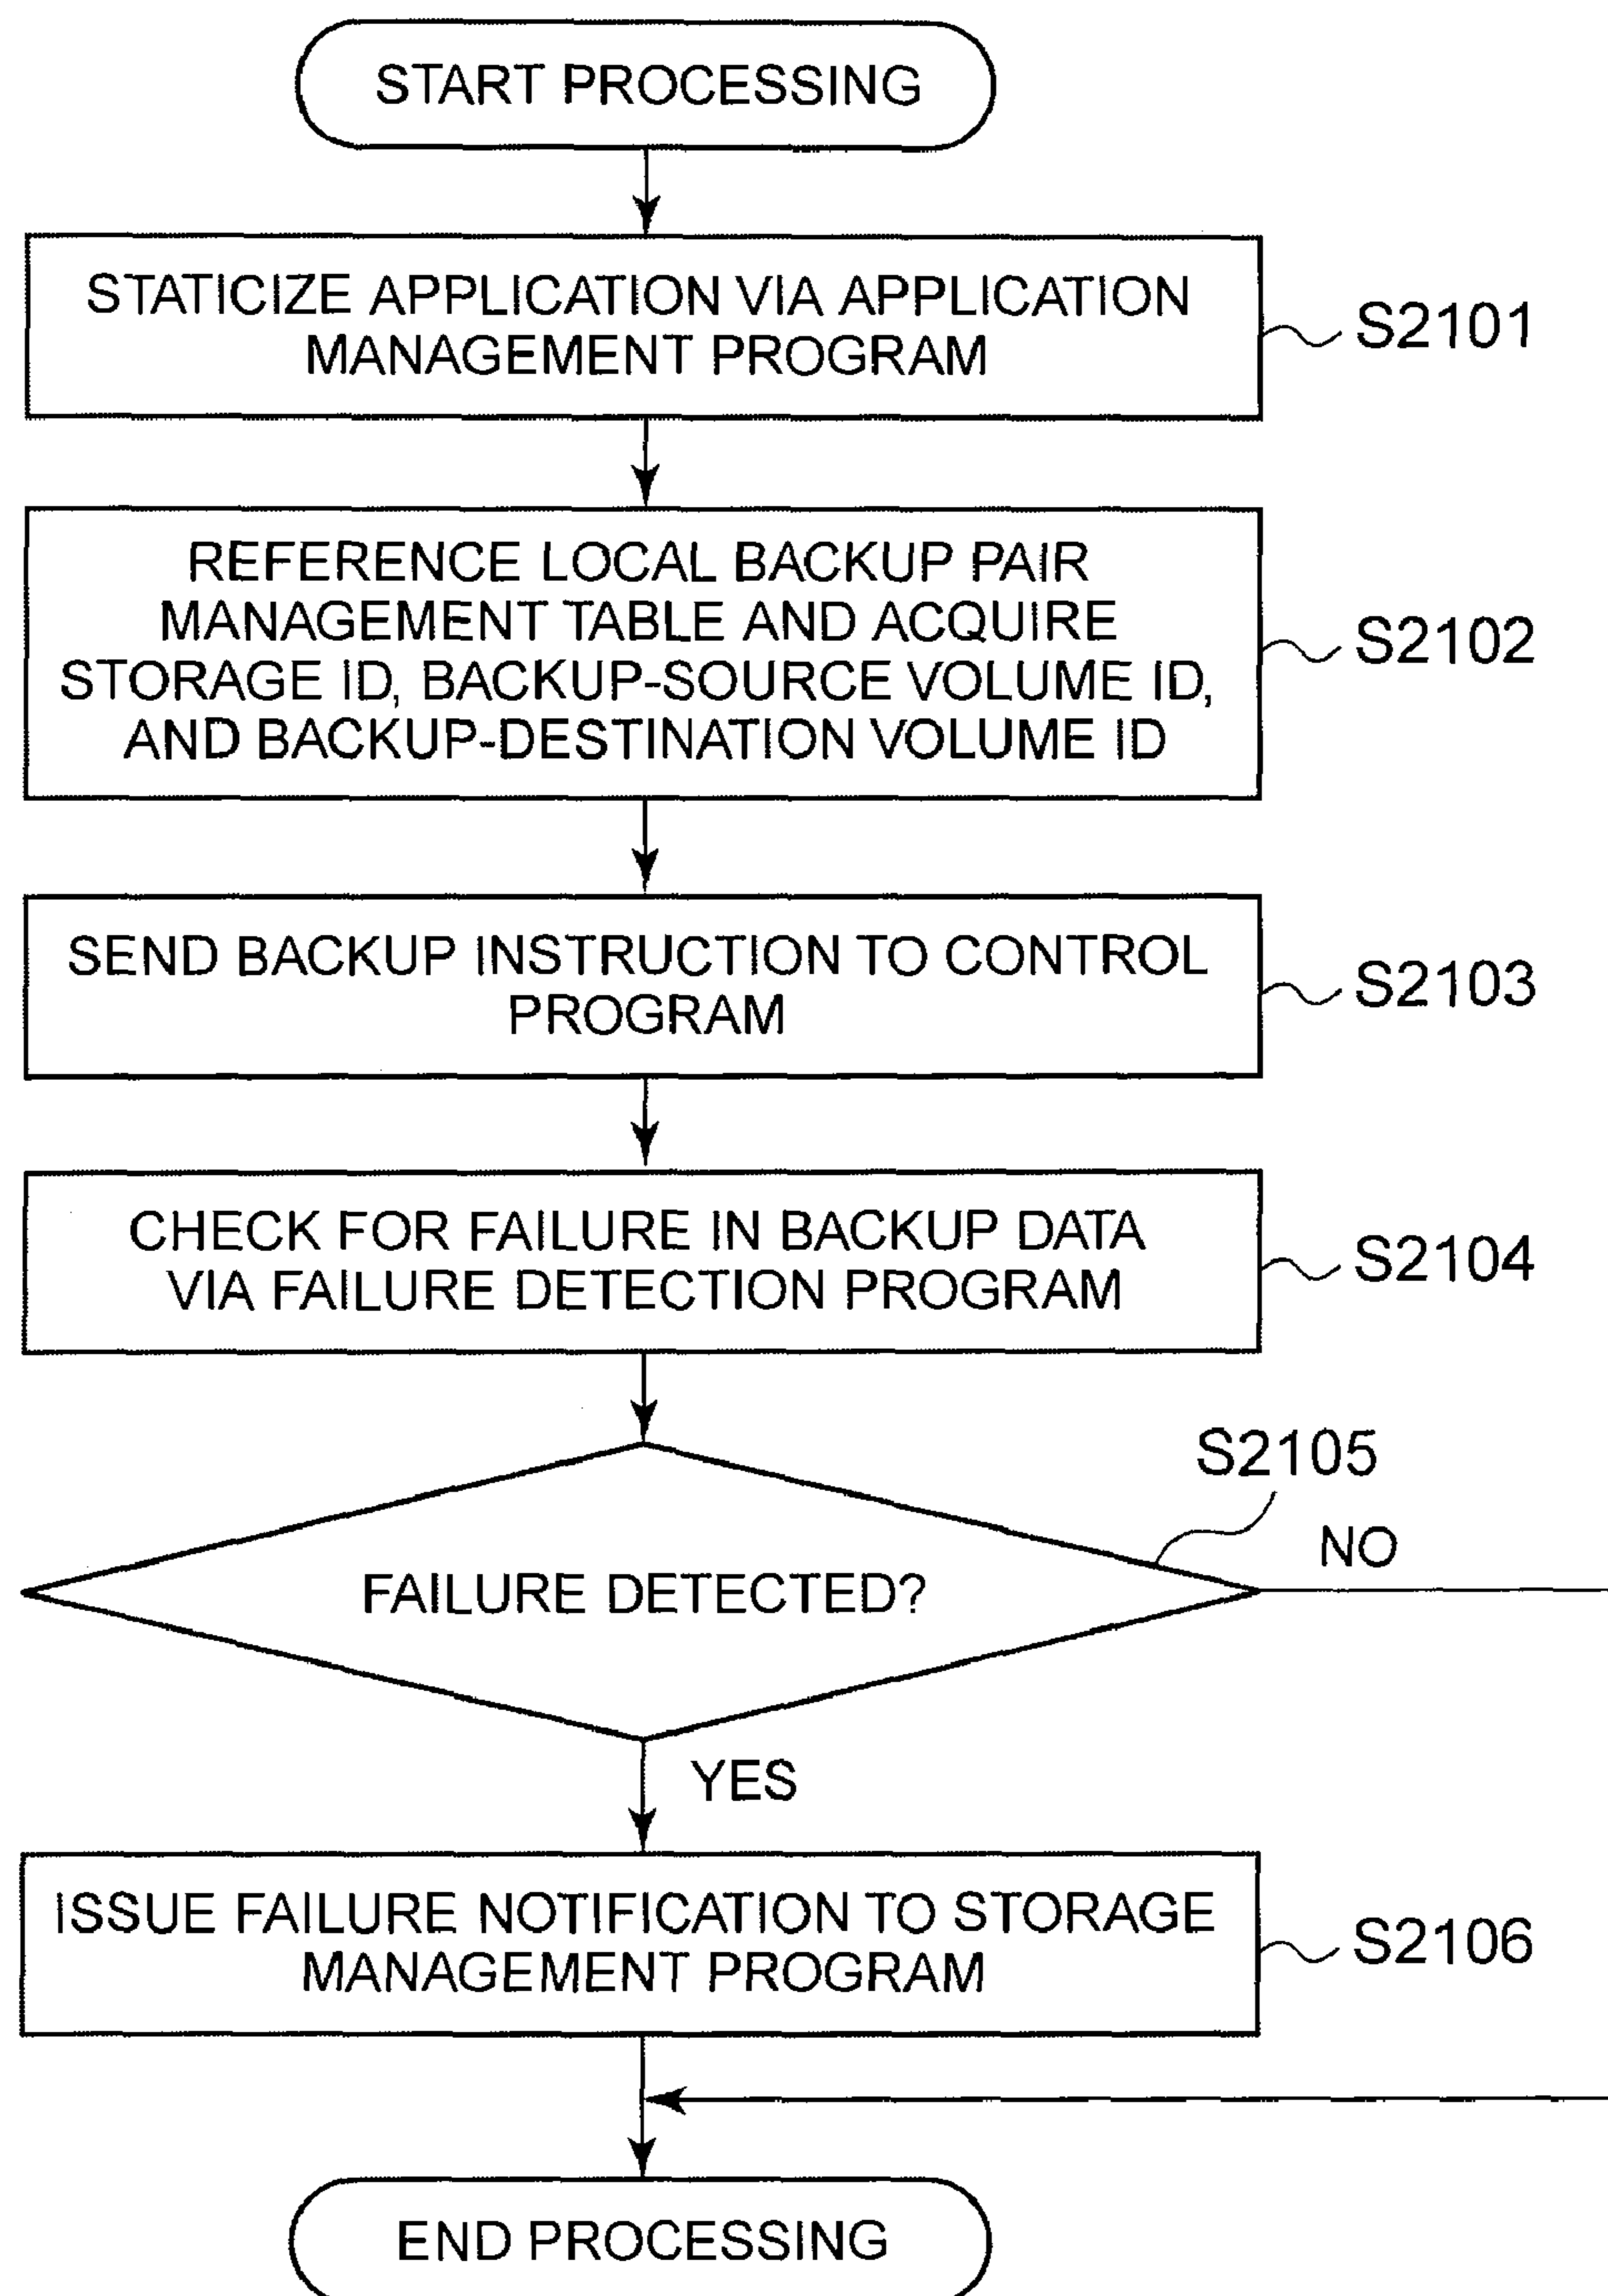 START PROCESSING
STATICIZE APPLICATION VIA APPLICATION
MANAGEMENT PROGRAM
S2101
REFERENCE LOCAL BACKUP PAIR
MANAGEMENT TABLE AND ACQUIRE
STORAGE ID, BACKUP-SOURCE VOLUME ID,
AND BACKUP-DESTINATION VOLUME ID
S2102
SEND BACKUP INSTRUCTION TO CONTROL
PROGRAM
S2103
CHECK FOR FAILURE IN BACKUP DATA
VIA FAILURE DETECTION PROGRAM
S2104
S2105
NO
FAILURE DETECTED?
YES
ISSUE FAILURE NOTIFICATION TO STORAGE
MANAGEMENT PROGRAM
S2106
END PROCESSING